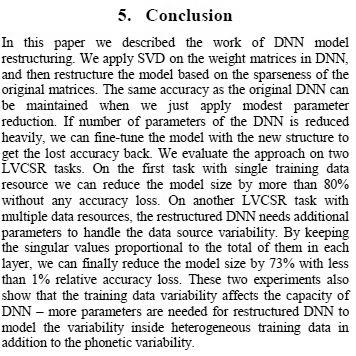 5. Conclusion
In this paper we described the work of DNN model
restructuring. We apply SVD on the weight matrices in DNN,
and then restructure the model based on the sparseness of the
original matrices. The same accuracy as the original DNN can
be maintained when we just apply modest parameter
reduction. If number of parameters of the DNN is reduced
heavily, we can fine-tune the model with the new structure to
get the lost accuracy back. We evaluate the approach on two
LVCSR tasks. On the first task with single training data
resource we can reduce the model size by more than 80%
without any accuracy loss. On another LVCSR task with
multiple data resources, the restructured DNN needs additional
parameters to handle the data source variability. By keeping
the singular values proportional to the total of them in each
layer, we can finally reduce the model size by 73% with less
than 1% relative accuracy loss. These two experiments also
show that the training data variability affects the capacity of
DNN – more parameters are needed for restructured DNN to
model the variability inside heterogeneous training data in
addition to the phonetic variability.